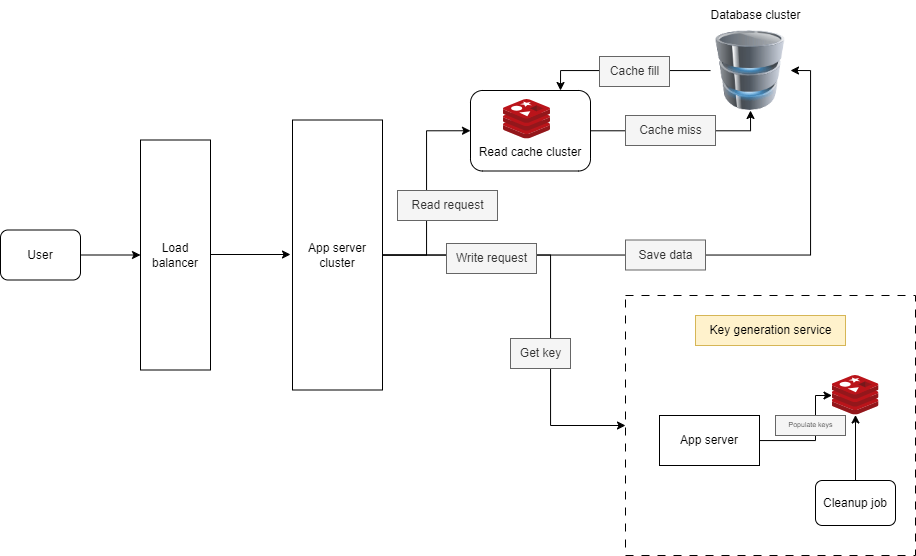 Database cluster
Cache fill
Cache miss
Read cache cluster
Read request
User
Load
balancer
App server
cluster
Write request
Save data
Get key
Key generation service
App server
Populate keys
Cleanup job